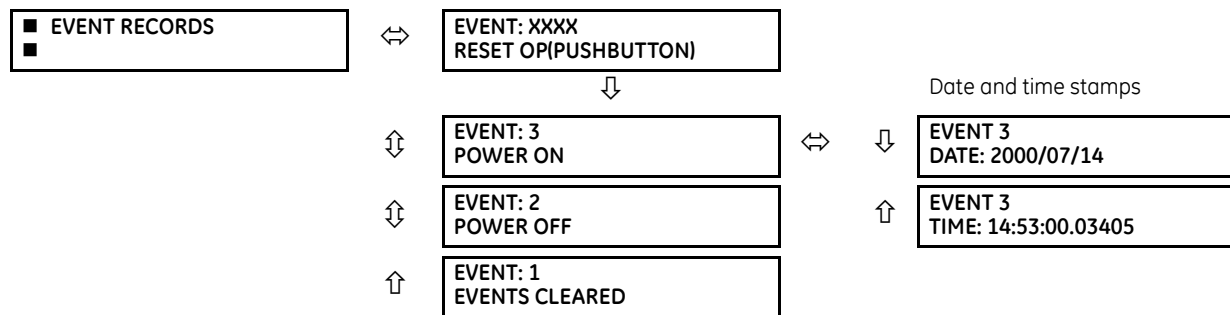 ■ EVENT RECORDS
■
EVENT: XXXX
RESET OP(PUSHBUTTON)
Date and time stamps
EVENT: 3
POWER ON
EVENT 3
DATE: 2000/07/14
EVENT: 2
POWER OFF
EVENT 3
TIME: 14:53:00.03405
EVENT: 1
EVENTS CLEARED